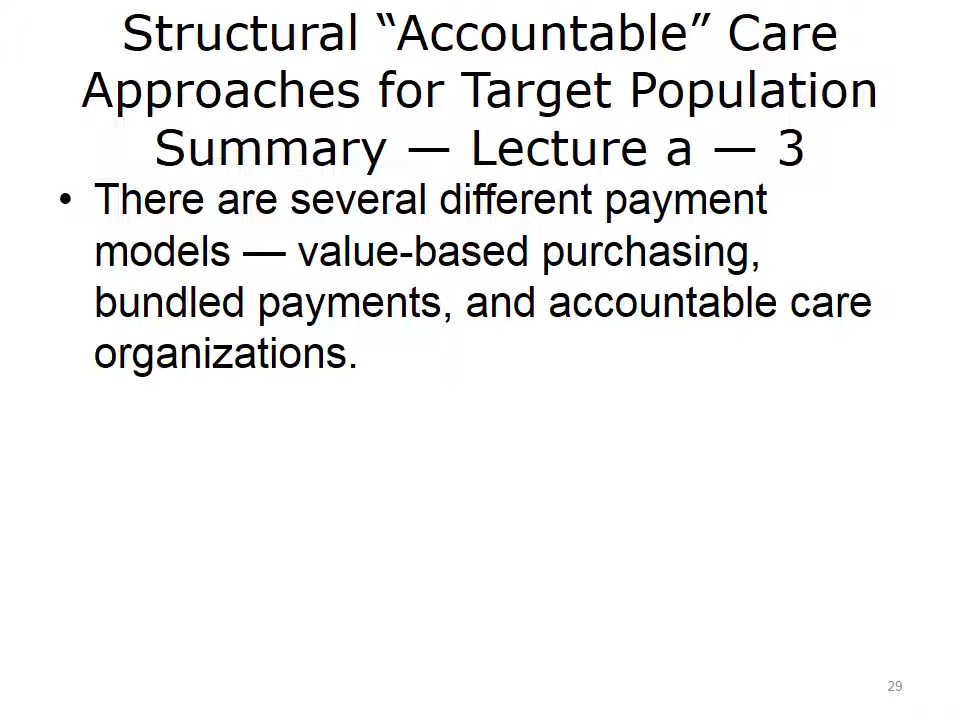 Structural “Accountable” Care
Approaches for Target Population
Summary — Lecture a — 3
• There are several different payment
models — value-based purchasing,
bundled payments, and accountable care
organizations.
29